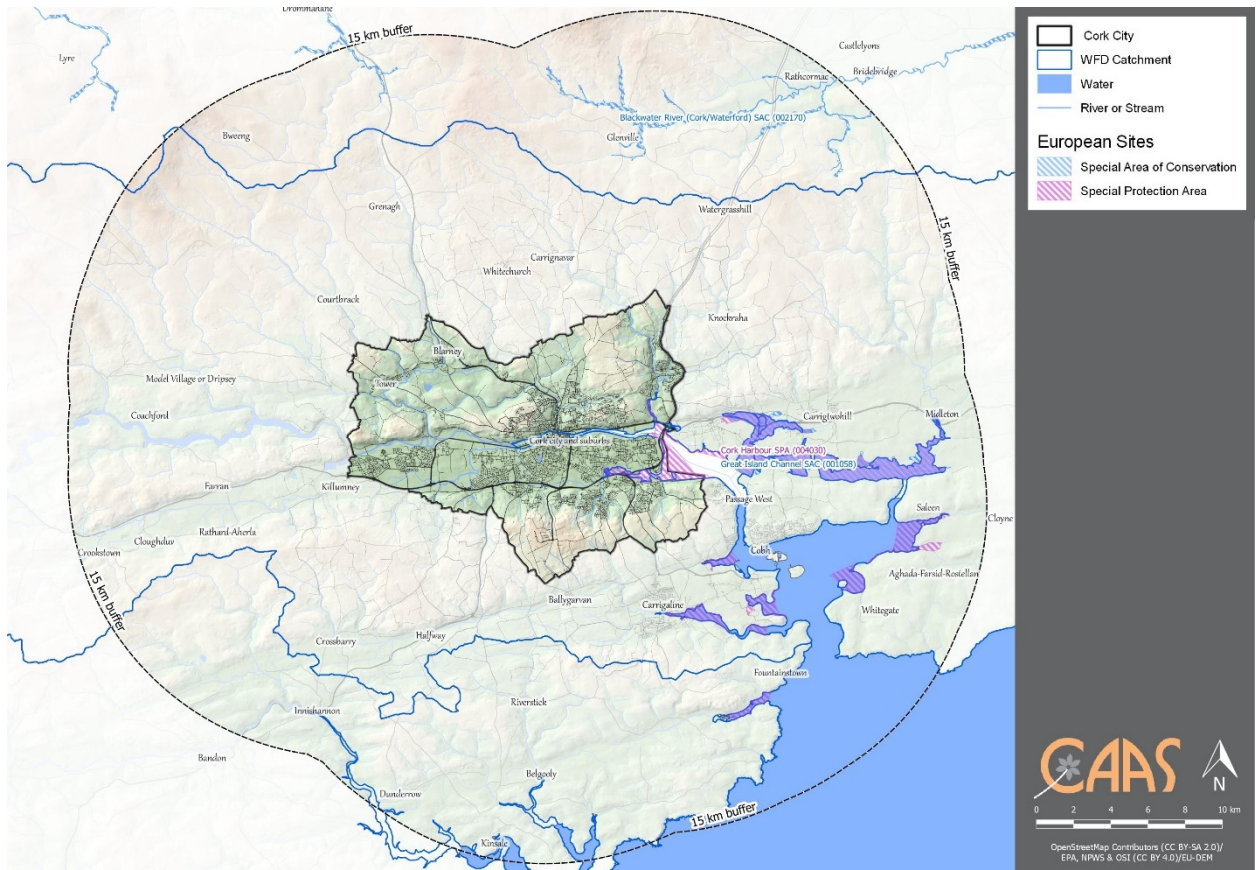 Drommahane
15 km buffer
Castlelyons
Lyre
Rathcormac
Bridebridge
Blackwater River (Cork/Waterford) SAC (002170)
Bweeng
Glenville
Grenagh
Watergrasshill
15 km buffer
Carrignavar
Whitechurch
Courtbrack
Knockraha
Blarney
Model Village or Dripsey
Tower
Coachford
Carrigtwohill
Midleton
Cork city and suburbs
Cork Harbour SPA (004030)
Great Island Channel SAC (001058)
Farran
Killumney
Passage West
Saleen
Cloyne
Rathard-Aherla
Cloughduv
Crookstown
Cobh
Aghada-Farsid-Rostellan
15 km buffer
Ballygarvan
Carrigaline
Whitegate
Crossbarry
Halfway
Fountainstown
Riverstick
Innishannon
Bandon
Belgooly
Dunderrow
15 km buffer
Kinsale
Cork City
WFD Catchment
Water
River or Stream
European Sites
Special Area of Conservation
Special Protection Area
CAAS
N
0 2 4 6 8 10 km
OpenStreetMap Contributors (CC BY-SA 2.0)/
EPA, NPWS & OSI (CC BY 4.0)/EU-DEM